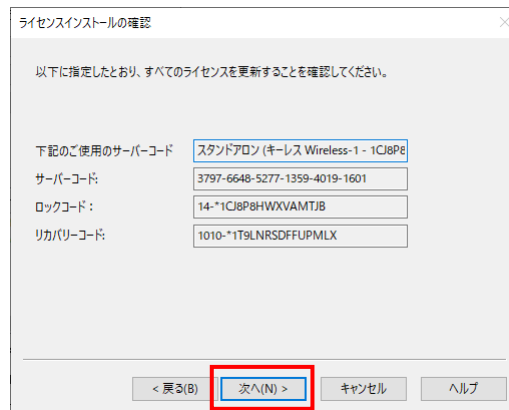 ライセンスインストールの確認
以下に指定したとおり、すべてのライセンスを更新することを確認してください。
下記のご使用のサーバーコード スタンドアロン (キーレス Wireless-1 - 1CJ8P8
サーバーコード: 3797-6648-5277-1359-4019-1601
ロックコード： 14-*1CJ8P8HWXVAMTJB
リカバリーコード: 1010-*1T9LNRSDFFUPMLX
< 戻る(B) 次へ(N) > キャンセル ヘルプ